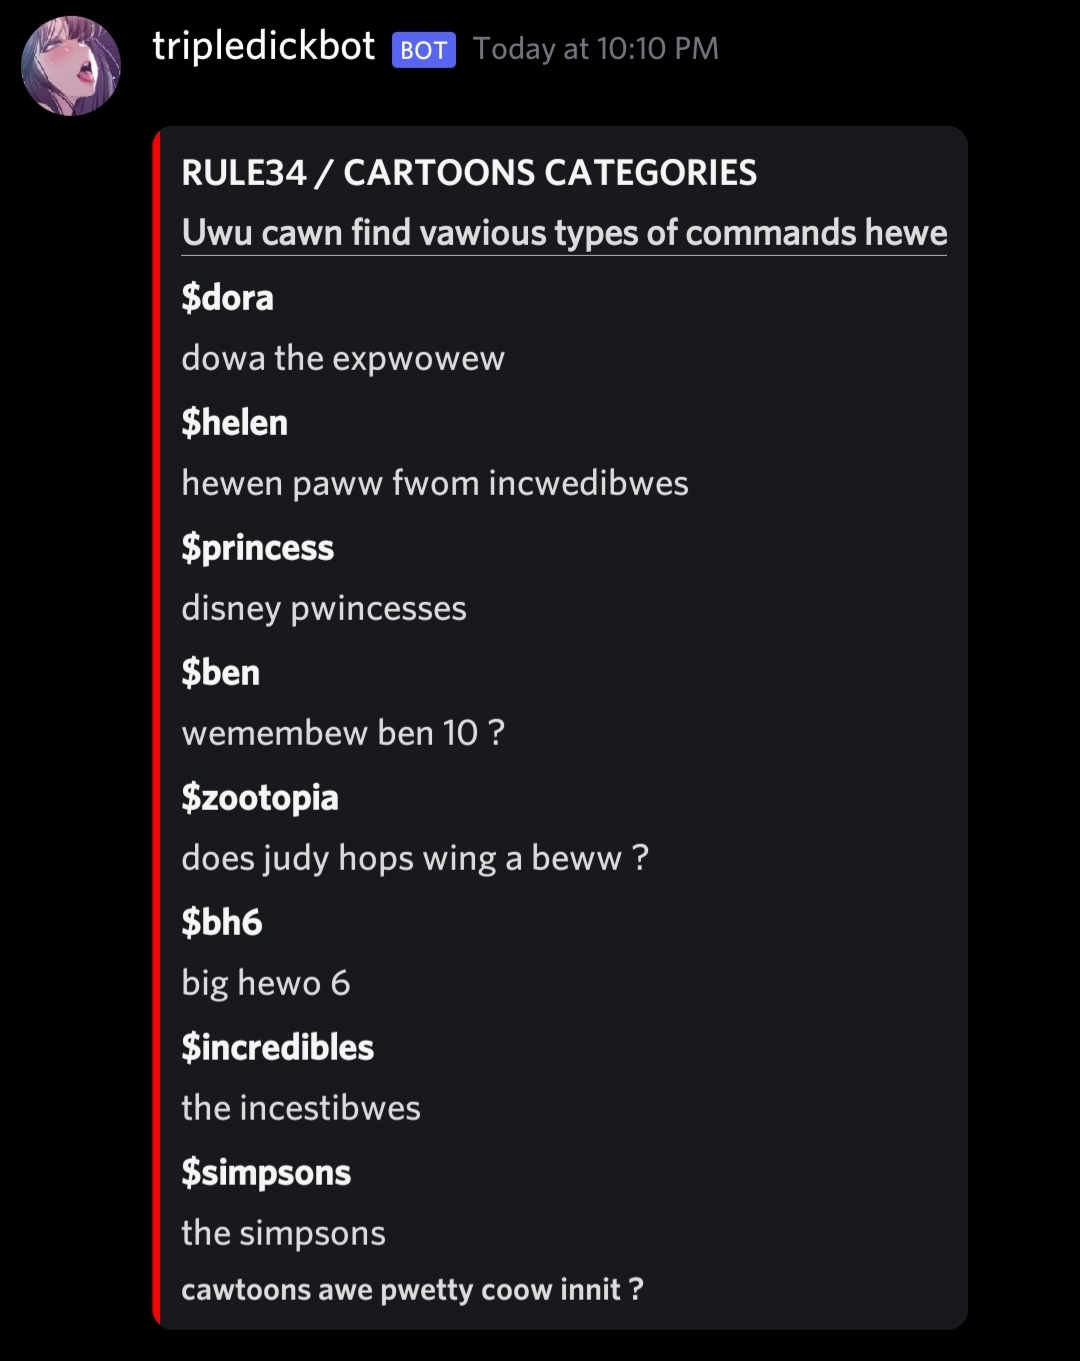 tripledickbot BOT Today at 10:10 PM
RULE34 / CARTOONS CATEGORIES
Uwu cawn find vawious types of commands hewe
$dora
dowa the expwowew
$helen
hewen paww fwom incwedibwes
$princess
disney pwincesses
$ben
wemembew ben 10 ?
$zootopia
does judy hops wing a beww ?
$bh6
big hewo 6
$incredibles
the incestibwes
$simpsons
the simpsons
cawtoons awe pwetty coow innit ?